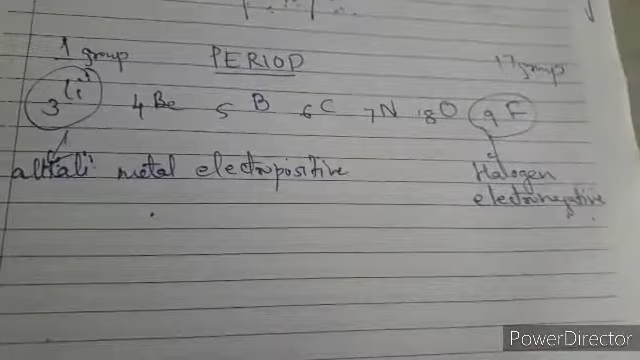 1 group PERIOD 17 group
3 Li 4 Be 5 B 6 C 7 N 8 O 9 F
alkali metal electropositive Halogen
electronegative
PowerDirector